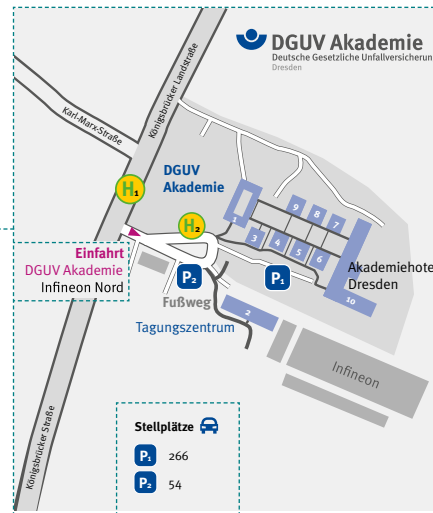 DGUV Akademie
Deutsche Gesetzliche Unfallversicherun
Dresden
Königsbrücker Landstraße
Karl-Marx-Straße
DGUV
Akademie
H1
H2
1
9
8
7
3
4
5
6
Einfahrt
DGUV Akademie
Infineon Nord
P2
P1
Akademiehote
Dresden
Fußweg
10
2
Tagungszentrum
Infineon
Königsbrücker Straße
Stellplätze
P1 266
P2 54